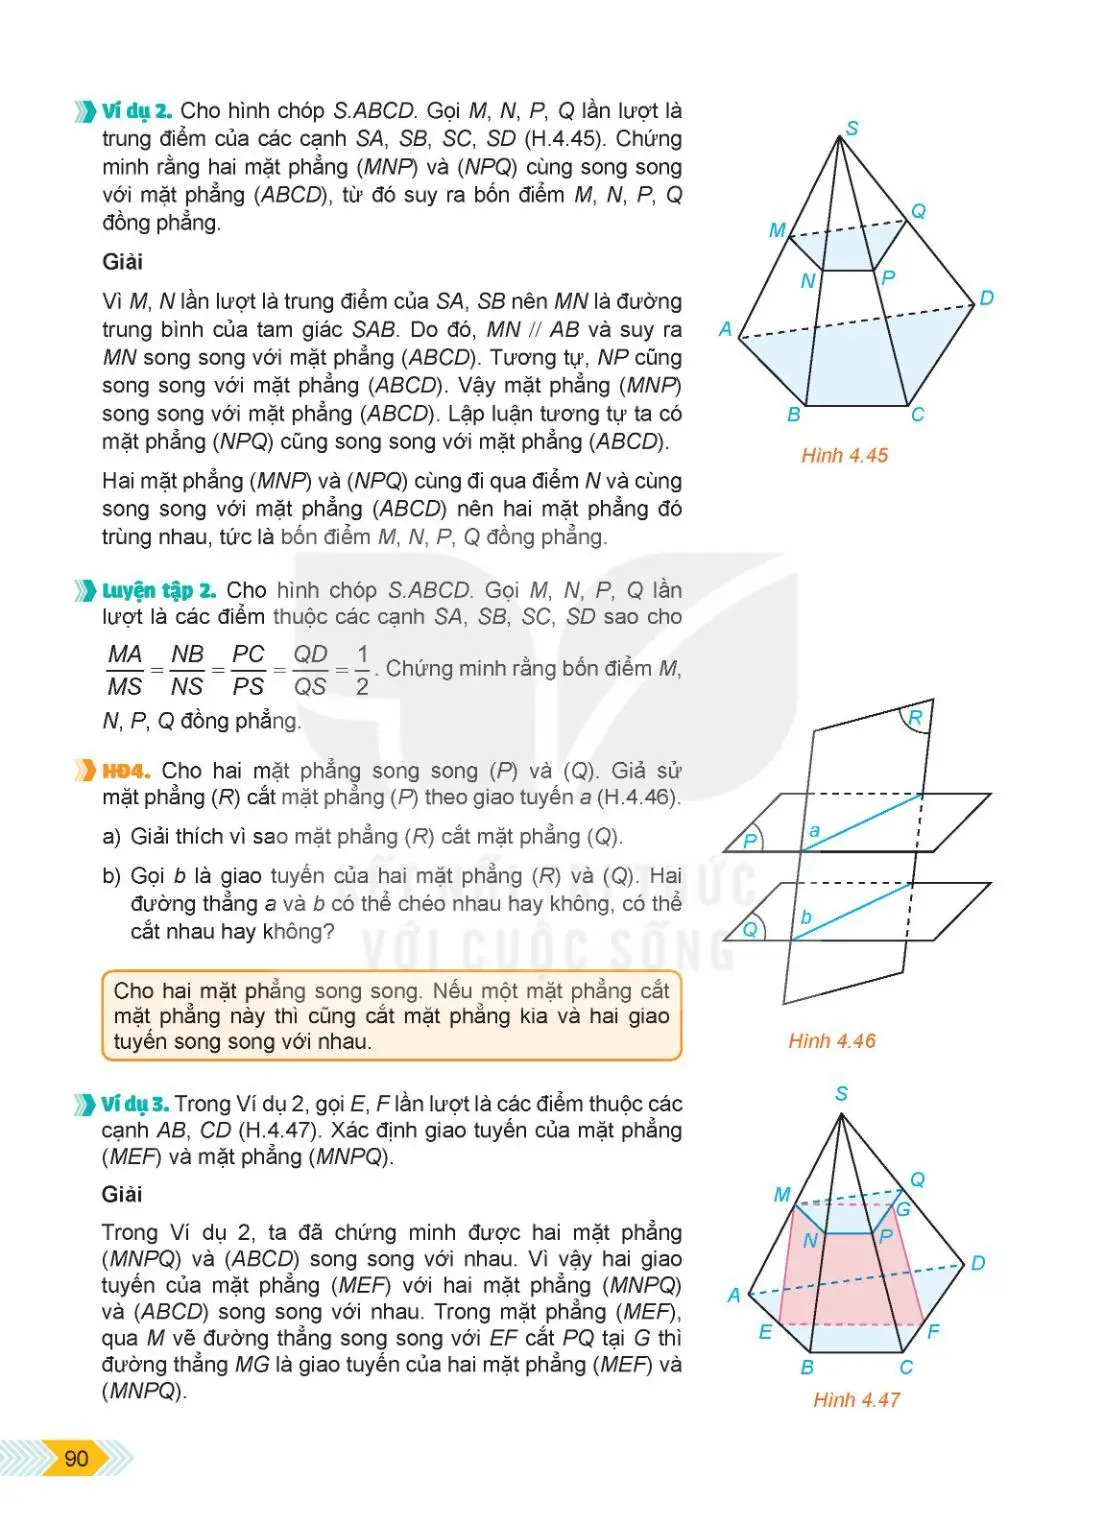 Ví dụ 2. Cho hình chóp S.ABCD. Gọi M, N, P, Q lần lượt là
trung điểm của các cạnh SA, SB, SC, SD (H.4.45). Chứng
minh rằng hai mặt phẳng (MNP) và (NPQ) cùng song song
với mặt phẳng (ABCD), từ đó suy ra bốn điểm M, N, P, Q
đồng phẳng.
Giải
Vì M, N lần lượt là trung điểm của SA, SB nên MN là đường
trung bình của tam giác SAB. Do đó, MN // AB và suy ra
MN song song với mặt phẳng (ABCD). Tương tự, NP cũng
song song với mặt phẳng (ABCD). Vậy mặt phẳng (MNP)
song song với mặt phẳng (ABCD). Lập luận tương tự ta có
mặt phẳng (NPQ) cũng song song với mặt phẳng (ABCD).
Hai mặt phẳng (MNP) và (NPQ) cùng đi qua điểm N và cùng
song song với mặt phẳng (ABCD) nên hai mặt phẳng đó
trùng nhau, tức là bốn điểm M, N, P, Q đồng phẳng.
S
M
Q
N
P
A
D
B
C
Hình 4.45
Luyện tập 2. Cho hình chóp S.ABCD. Gọi M, N, P, Q lần
lượt là các điểm thuộc các cạnh SA, SB, SC, SD sao cho
MA/MS = NB/NS = PC/PS = QD/QS = 1/2. Chứng minh rằng bốn điểm M,
N, P, Q đồng phẳng.
HĐ4. Cho hai mặt phẳng song song (P) và (Q). Giả sử
mặt phẳng (R) cắt mặt phẳng (P) theo giao tuyến a (H.4.46).
a) Giải thích vì sao mặt phẳng (R) cắt mặt phẳng (Q).
b) Gọi b là giao tuyến của hai mặt phẳng (R) và (Q). Hai
đường thẳng a và b có thể chéo nhau hay không, có thể
cắt nhau hay không?
KẾT NỐI TRI THỨC
VỚI CUỘC SỐNG
Cho hai mặt phẳng song song. Nếu một mặt phẳng cắt
mặt phẳng này thì cũng cắt mặt phẳng kia và hai giao
tuyến song song với nhau.
R
P
a
Q
b
Hình 4.46
Ví dụ 3. Trong Ví dụ 2, gọi E, F lần lượt là các điểm thuộc các
cạnh AB, CD (H.4.47). Xác định giao tuyến của mặt phẳng
(MEF) và mặt phẳng (MNPQ).
Giải
Trong Ví dụ 2, ta đã chứng minh được hai mặt phẳng
(MNPQ) và (ABCD) song song với nhau. Vì vậy hai giao
tuyến của mặt phẳng (MEF) với hai mặt phẳng (MNPQ)
và (ABCD) song song với nhau. Trong mặt phẳng (MEF),
qua M vẽ đường thẳng song song với EF cắt PQ tại G thì
đường thẳng MG là giao tuyến của hai mặt phẳng (MEF) và
(MNPQ).
S
M
Q
G
N
P
A
D
E
F
B
C
Hình 4.47
90